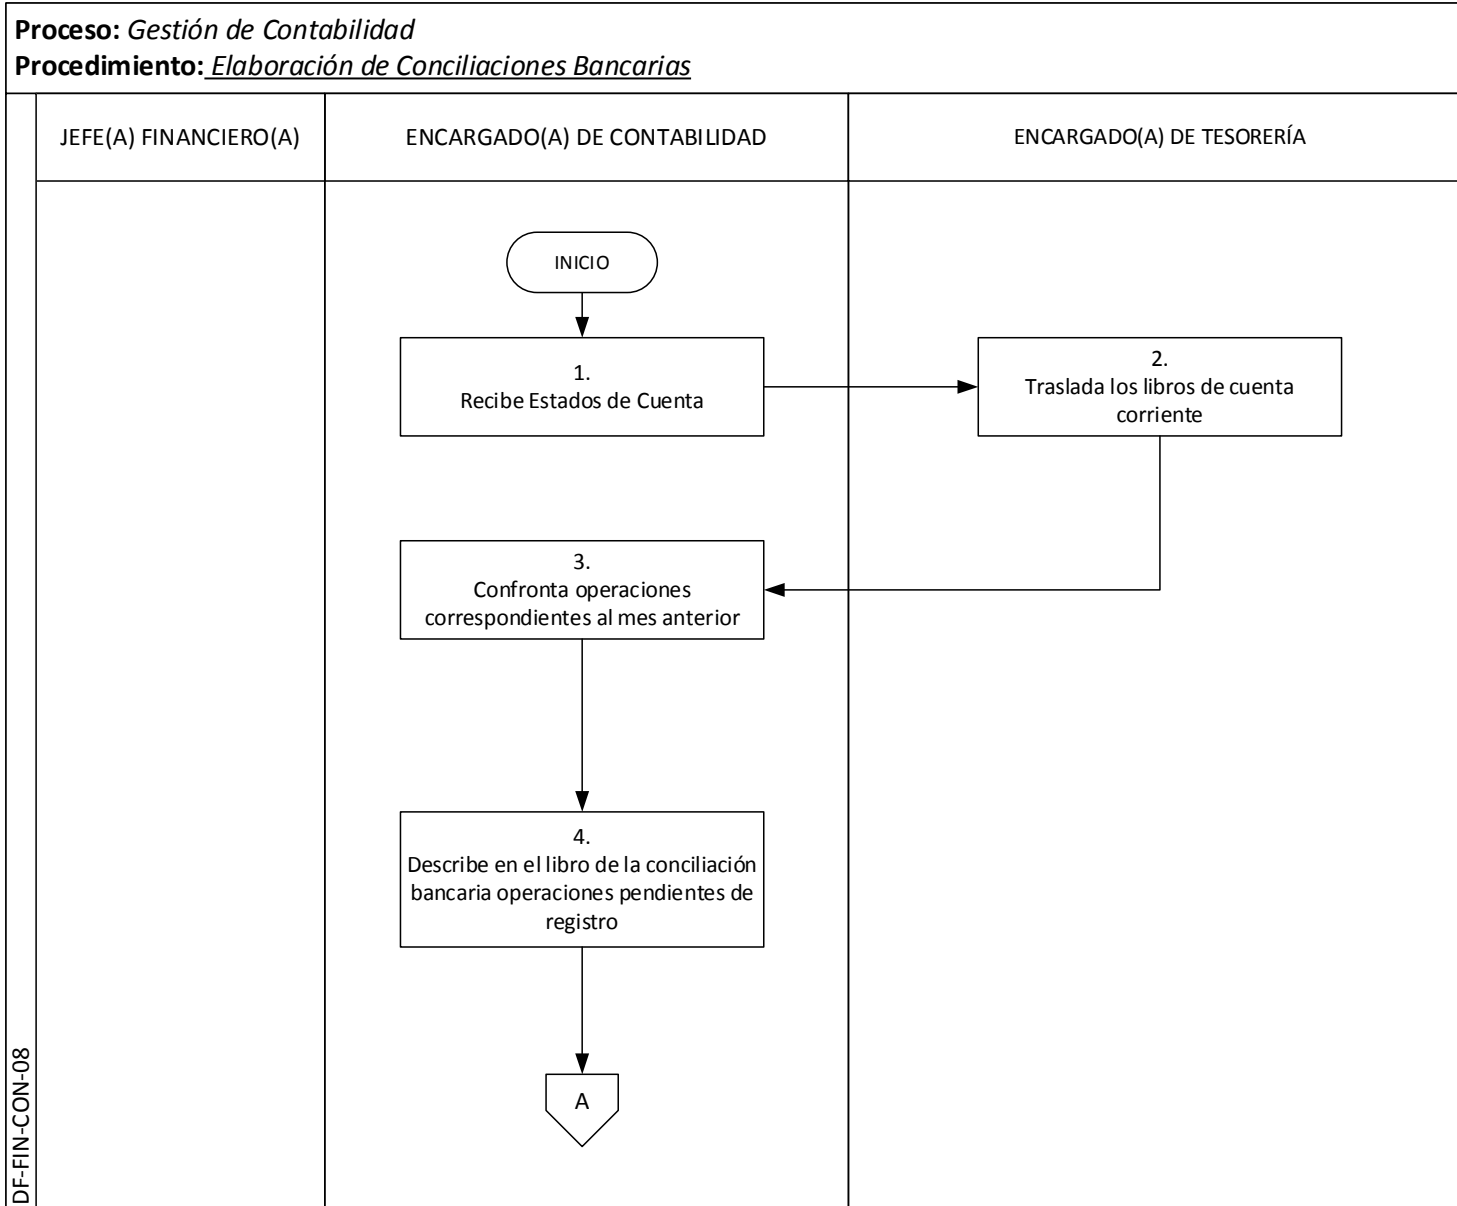 Proceso: Gestión de Contabilidad
Procedimiento: Elaboración de Conciliaciones Bancarias
JEFE(A) FINANCIERO(A)
ENCARGADO(A) DE CONTABILIDAD
ENCARGADO(A) DE TESORERÍA
INICIO
1.
Recibe Estados de Cuenta
2.
Traslada los libros de cuenta
corriente
3.
Confronta operaciones
correspondientes al mes anterior
4.
Describe en el libro de la conciliación
bancaria operaciones pendientes de
registro
A
DF-FIN-CON-08